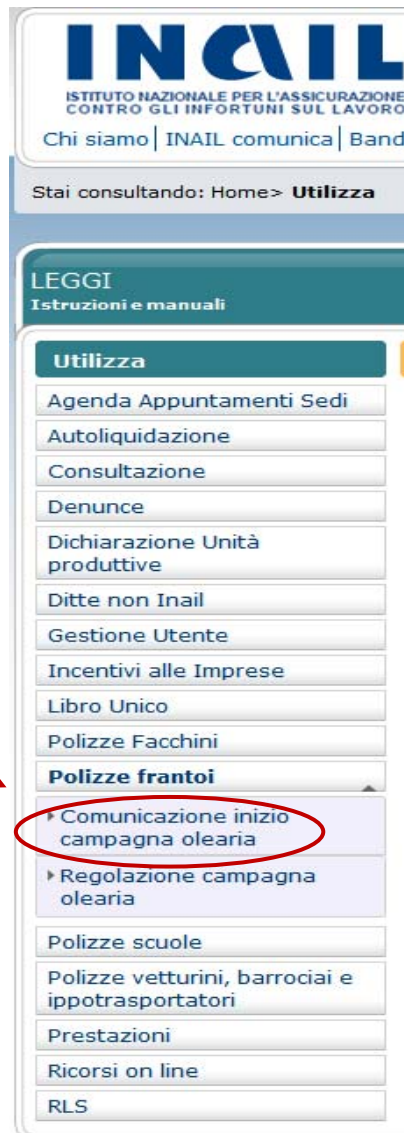 INAIL
ISTITUTO NAZIONALE PER L'ASSICURAZIONE
CONTRO GLI INFORTUNI SUL LAVORO
Chi siamo | INAIL comunica | Band
Stai consultando: Home> Utilizza
LEGGI
Istruzioni e manuali
Utilizza
Agenda Appuntamenti Sedi
Autoliquidazione
Consultazione
Denunce
Dichiarazione Unità
produttive
Ditte non Inail
Gestione Utente
Incentivi alle Imprese
Libro Unico
Polizze Facchini
Polizze frantoi
Comunicazione inizio
campagna olearia
Regolazione campagna
olearia
Polizze scuole
Polizze vetturini, barrociai e
ippotrasportatori
Prestazioni
Ricorsi on line
RLS